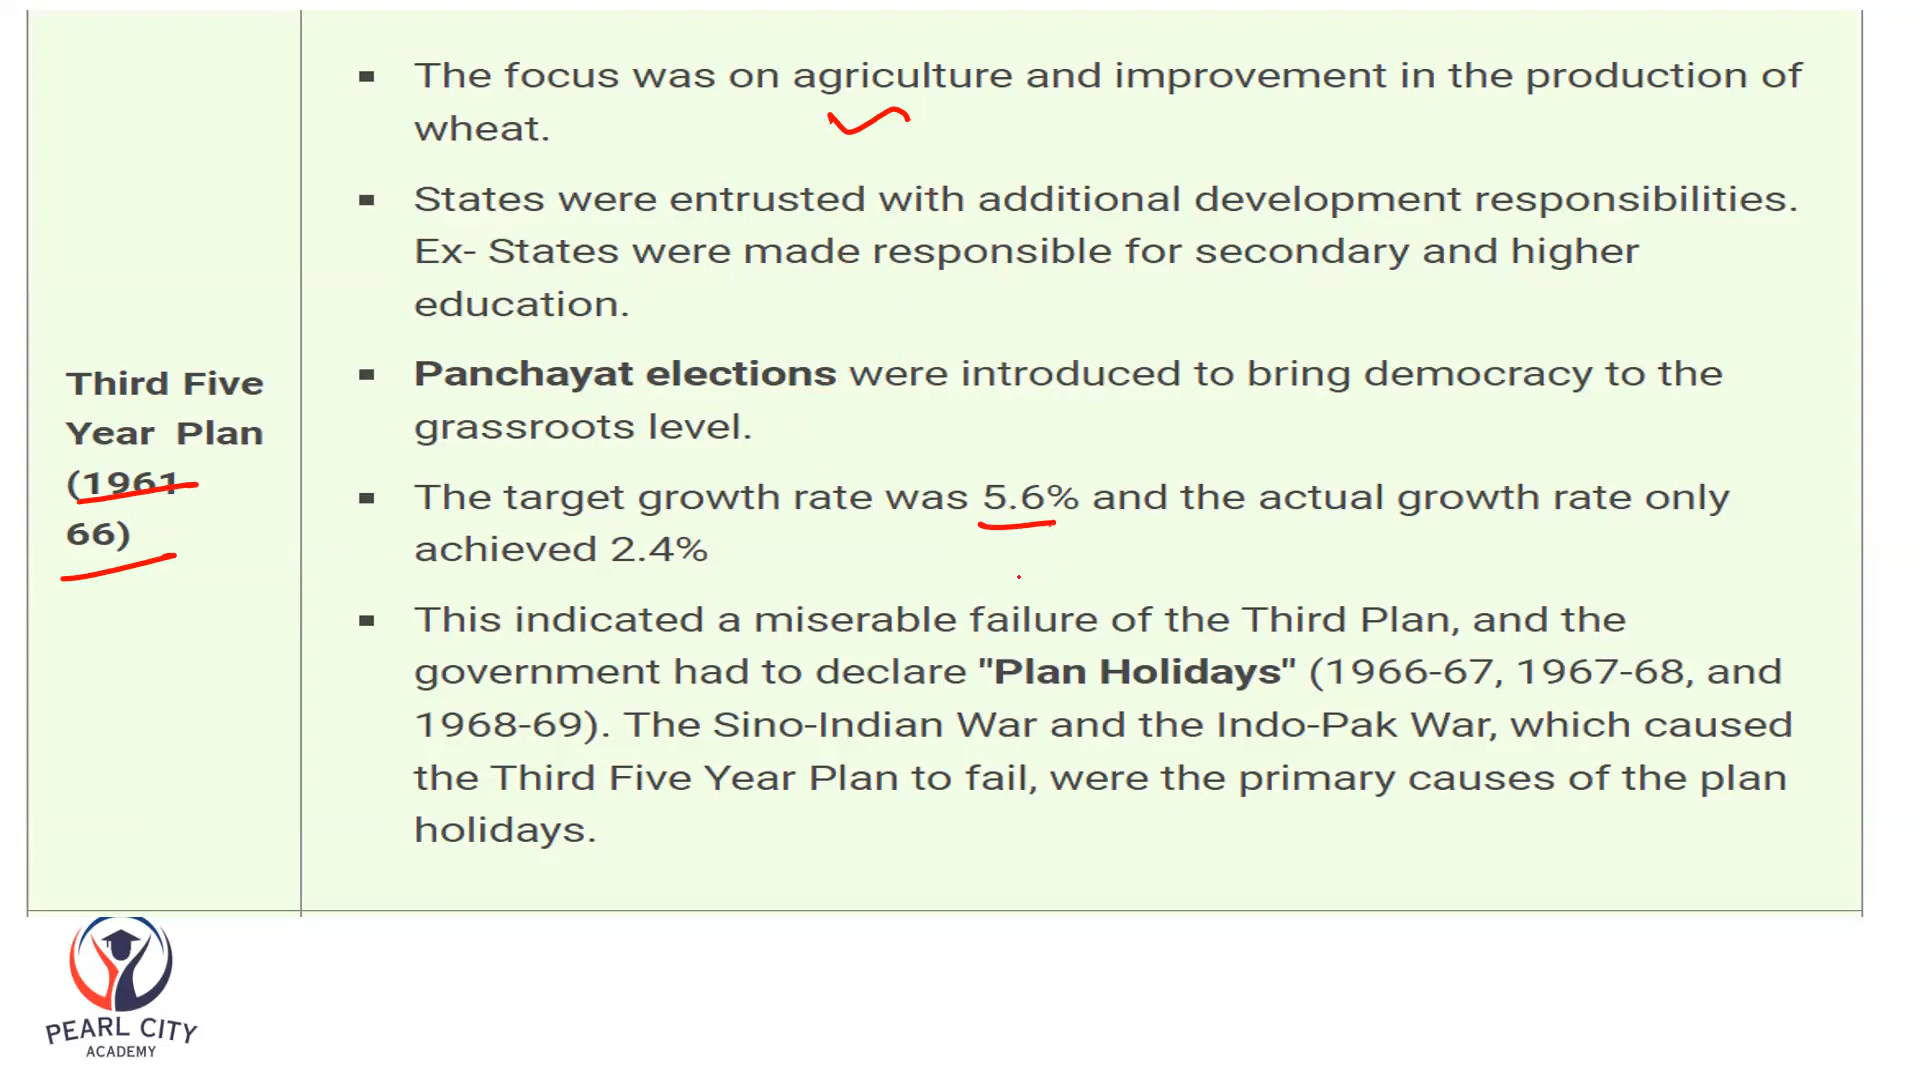 ▪ The focus was on agriculture and improvement in the production of
wheat.
▪ States were entrusted with additional development responsibilities.
Ex- States were made responsible for secondary and higher
education.
Third Five
Year Plan
(1961
66)
▪ Panchayat elections were introduced to bring democracy to the
grassroots level.
▪ The target growth rate was 5.6% and the actual growth rate only
achieved 2.4%
▪ This indicated a miserable failure of the Third Plan, and the
government had to declare "Plan Holidays" (1966-67, 1967-68, and
1968-69). The Sino-Indian War and the Indo-Pak War, which caused
the Third Five Year Plan to fail, were the primary causes of the plan
holidays.
PEARL CITY
ACADEMY